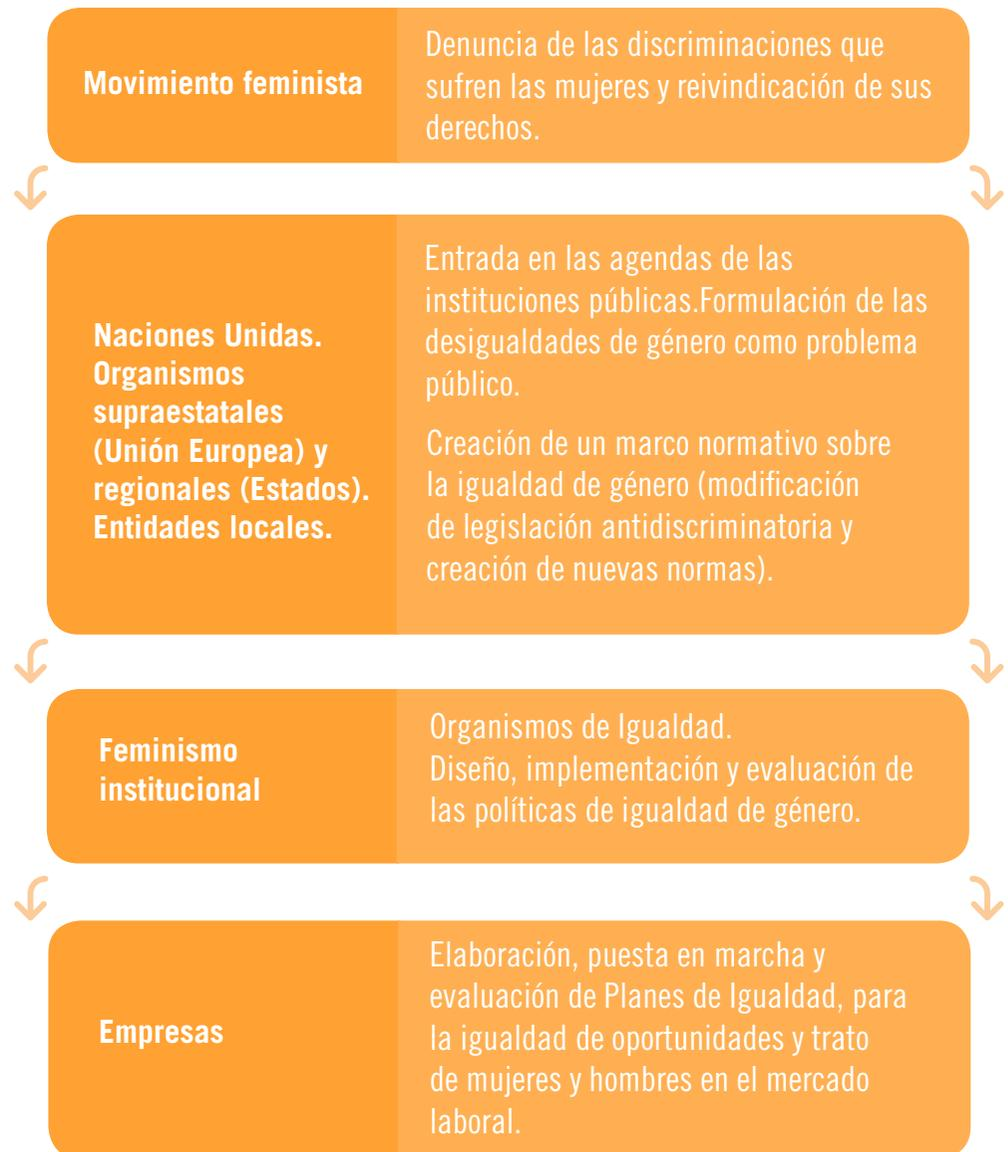 Movimiento feminista
Denuncia de las discriminaciones que
sufren las mujeres y reivindicación de sus
derechos.
Naciones Unidas.
Organismos
supraestatales
(Unión Europea) y
regionales (Estados).
Entidades locales.
Entrada en las agendas de las
instituciones públicas.Formulación de las
desigualdades de género como problema
público.
Creación de un marco normativo sobre
la igualdad de género (modificación
de legislación antidiscriminatoria y
creación de nuevas normas).
Feminismo
institucional
Organismos de Igualdad.
Diseño, implementación y evaluación de
las políticas de igualdad de género.
Empresas
Elaboración, puesta en marcha y
evaluación de Planes de Igualdad, para
la igualdad de oportunidades y trato
de mujeres y hombres en el mercado
laboral.